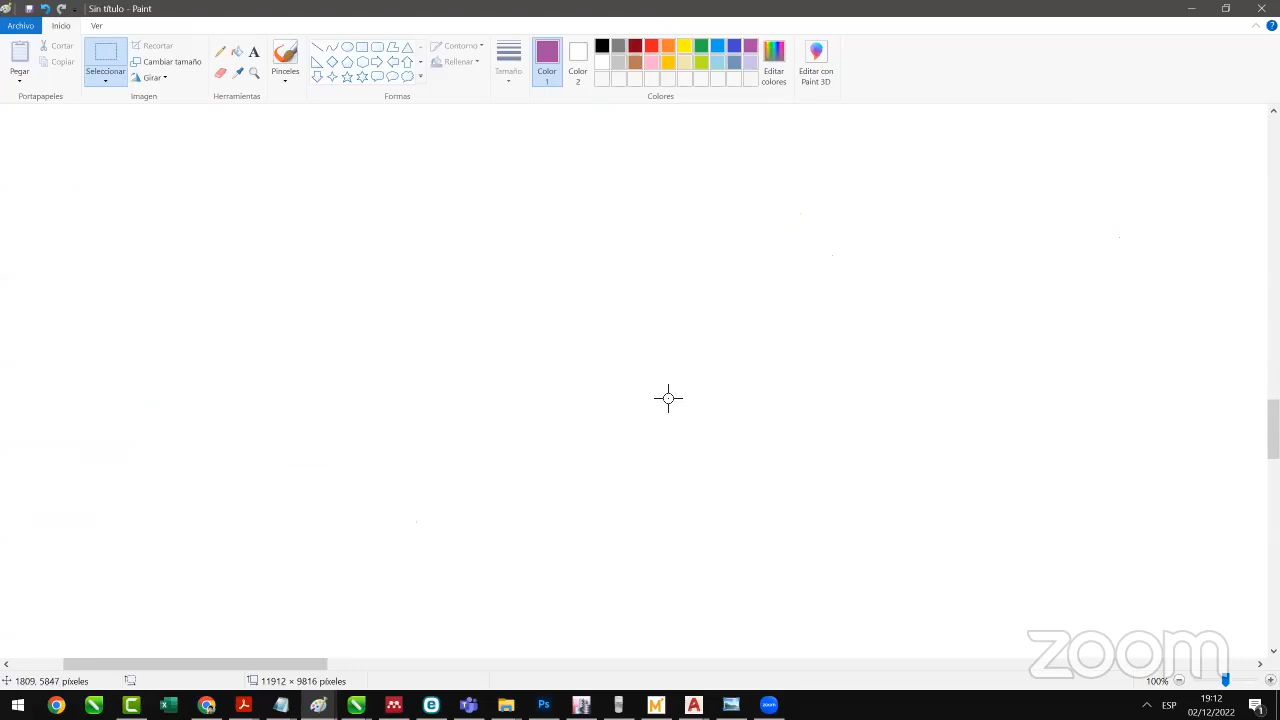 Sin título - Paint
Archivo Inicio Ver
Pegar
Cortar
Copiar
Portapapeles
Seleccionar
Recortar
Cambiar tamaño
Girar
Imagen
A
Herramientas
Pinceles
Contorno
Rellenar
Formas
Tamaño
Color 1
Color 2
Editar colores
Editar con Paint 3D
Colores
zoom
1809, 5847 píxeles
11912 × 9816 píxeles
100%
ESP
19:12
02/12/2022